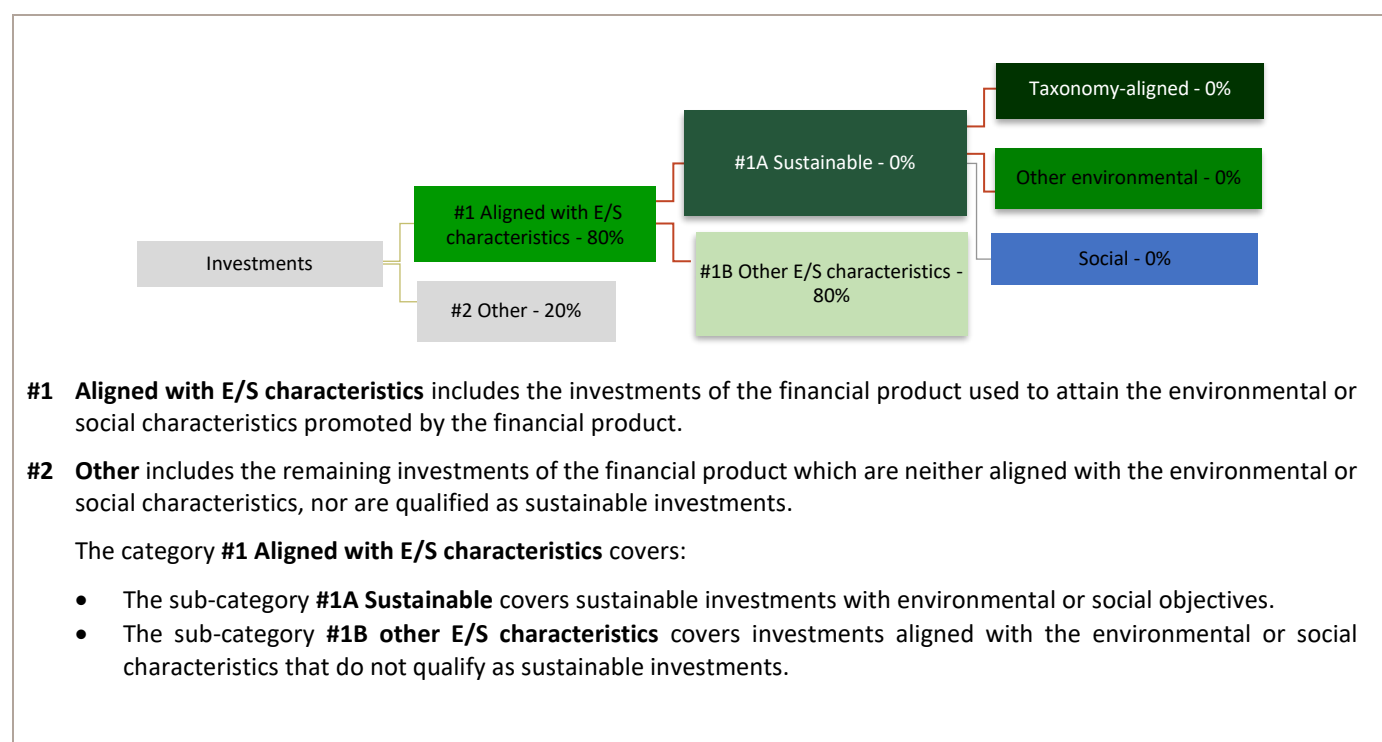 Taxonomy-aligned - 0%
#1A Sustainable - 0%
Other environmental - 0%
#1 Aligned with E/S
characteristics - 80%
Investments
#1B Other E/S characteristics -
80%
Social - 0%
#2 Other - 20%
#1 Aligned with E/S characteristics includes the investments of the financial product used to attain the environmental or
social characteristics promoted by the financial product.
#2 Other includes the remaining investments of the financial product which are neither aligned with the environmental or
social characteristics, nor are qualified as sustainable investments.
The category #1 Aligned with E/S characteristics covers:
• The sub-category #1A Sustainable covers sustainable investments with environmental or social objectives.
• The sub-category #1B other E/S characteristics covers investments aligned with the environmental or social
characteristics that do not qualify as sustainable investments.